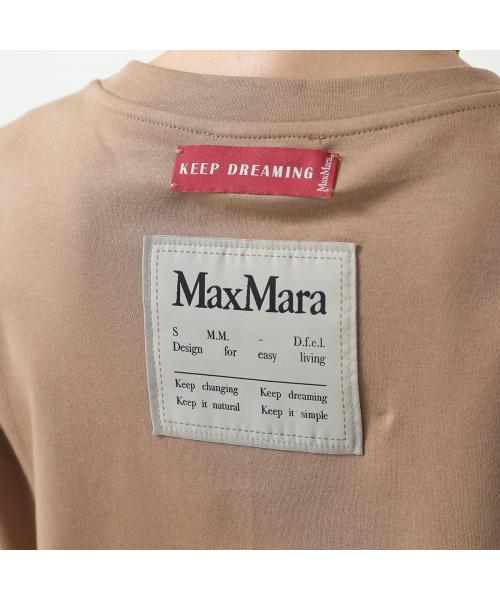 KEEP DREAMING MaxMara
MaxMara
S M.M. - D.f.e.l.
Design for easy living
Keep changing Keep dreaming
Keep it natural Keep it simple